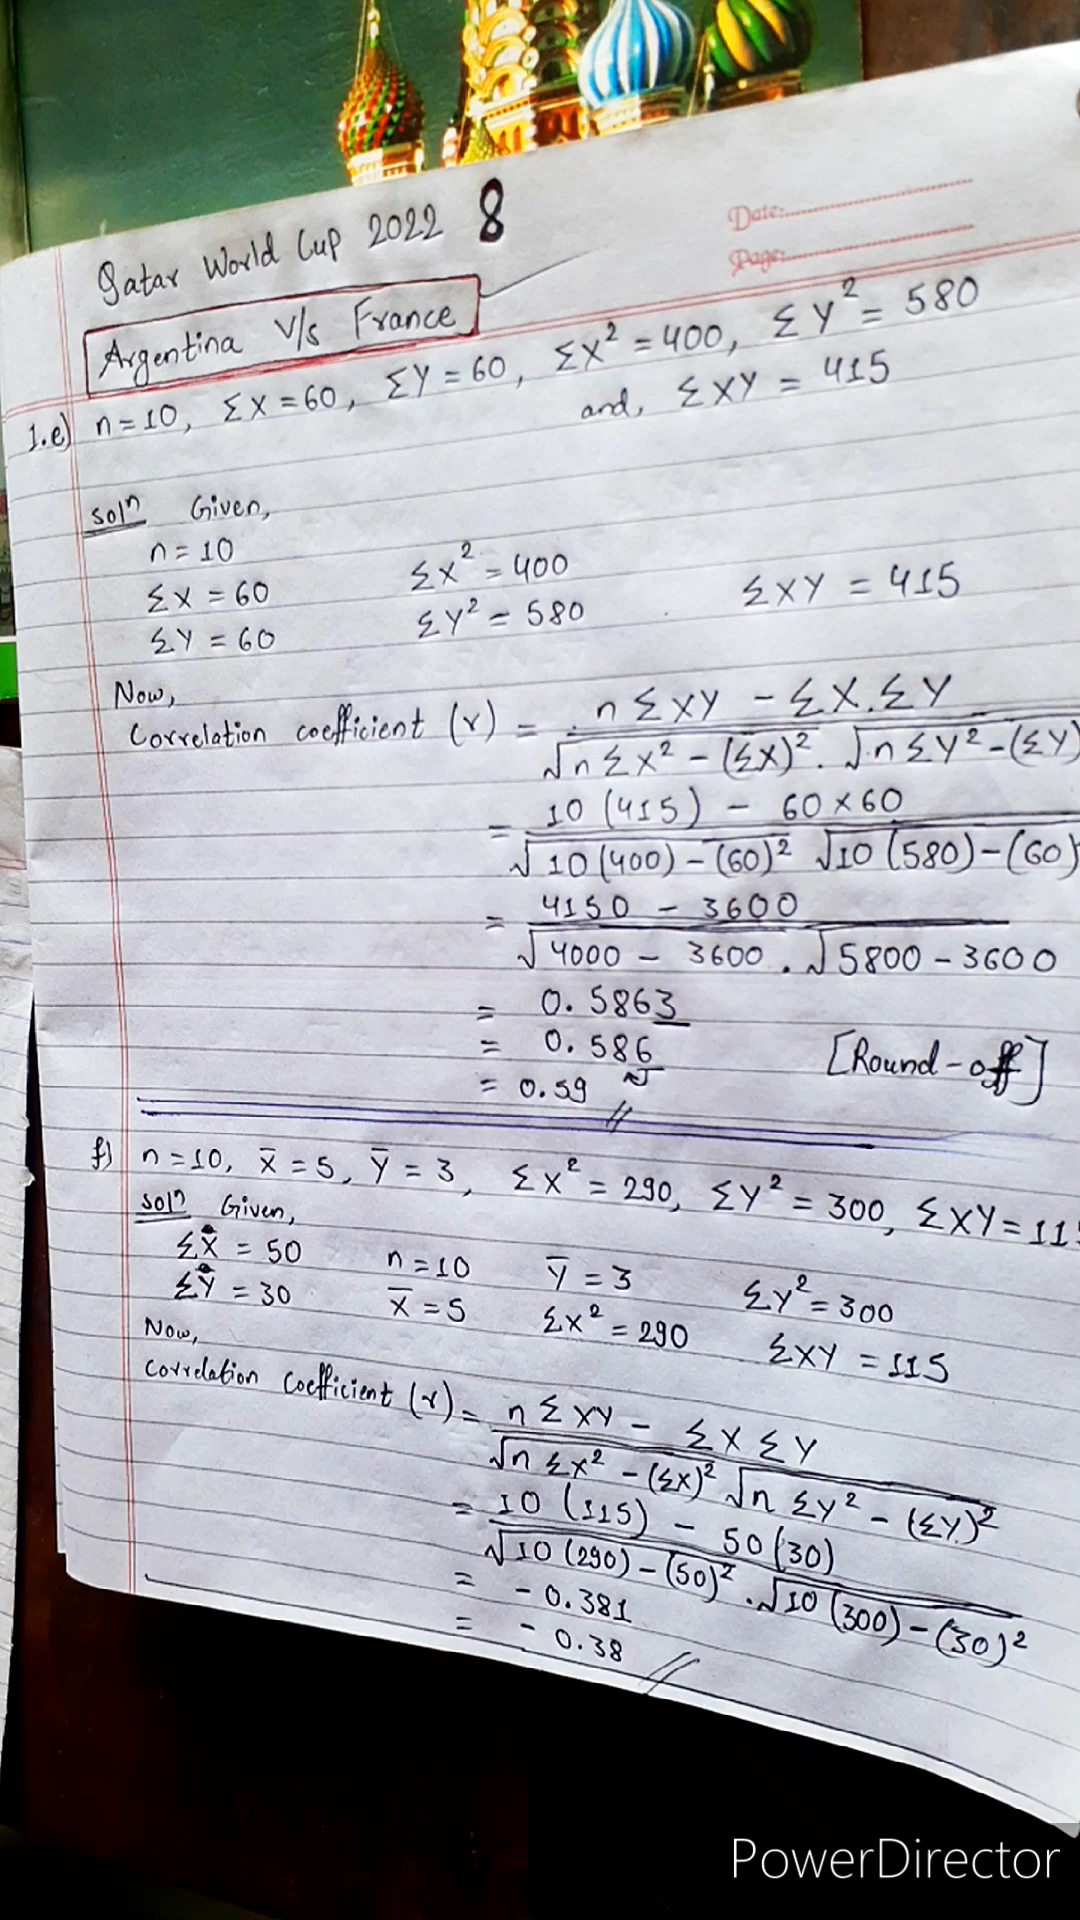 Qatar World Cup 2022 8
Date:
Page:
Argentina V/s France
1.e) n = 10, ΣX = 60, ΣY = 60, ΣX² = 400, ΣY² = 580
and, ΣXY = 415
Solⁿ Given,
n = 10
ΣX = 60 ΣX² = 400 ΣXY = 415
ΣY = 60 ΣY² = 580
Now,
Correlation coefficient (r) = nΣXY - ΣX.ΣY
√nΣX² - (ΣX)². √nΣY² - (ΣY)
= 10 (415) - 60 × 60
√10 (400) - (60)² √10 (580) - (60)
= 4150 - 3600
√4000 - 3600 . √5800 - 3600
= 0.5863
= 0.586 [Round-off]
= 0.59
f) n = 10, X̅ = 5, Y̅ = 3, ΣX² = 290, ΣY² = 300, ΣXY = 115
Solⁿ Given,
ΣX = 50 n = 10 Y̅ = 3 ΣY² = 300
ΣY = 30 X̅ = 5 ΣX² = 290 ΣXY = 115
Now,
Correlation Coefficient (r) = nΣXY - ΣXΣY
√nΣX² - (ΣX)² √nΣY² - (ΣY)²
= 10 (115) - 50 (30)
√10 (290) - (50)² . √10 (300) - (30)²
= - 0.381
= - 0.38
PowerDirector